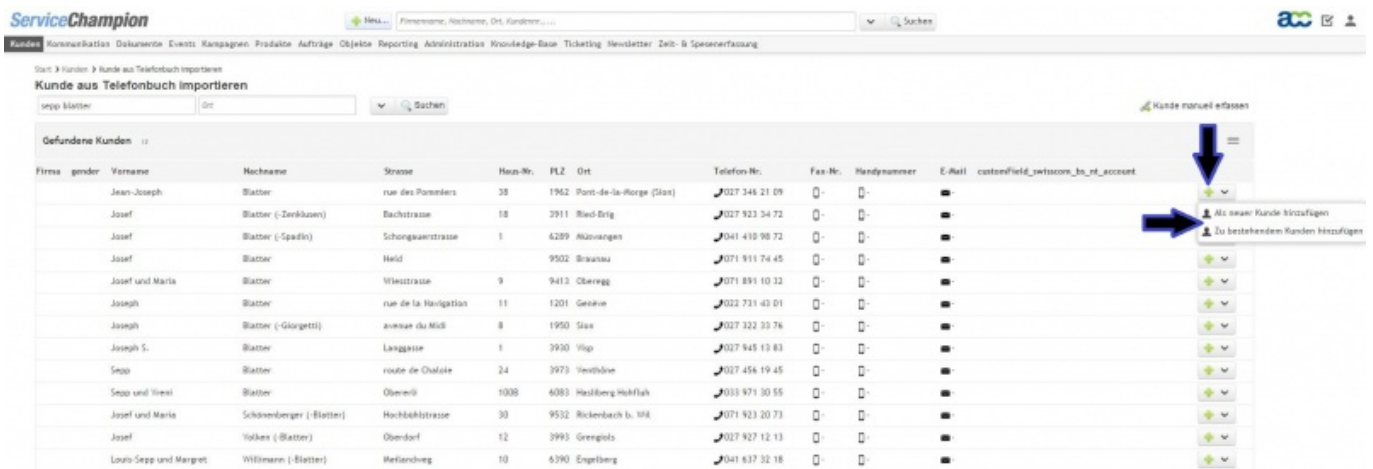 ServiceChampion
Neu... Firmenname, Nachname, Ort, Kundennr..... Suchen
acc
Kunden Kommunikation Dokumente Events Kampagnen Produkte Aufträge Objekte Reporting Administration Knowledge-Base Ticketing Newsletter Zeit- & Spesenerfassung
Start > Kunden > Kunde aus Telefonbuch importieren
Kunde aus Telefonbuch importieren
sepp blatter Ort Suchen Kunde manuell erfassen
Gefundene Kunden
Firma gender Vorname Nachname Strasse Haus-Nr. PLZ Ort Telefon-Nr. Fax-Nr. Handynummer E-Mail customField_swisscom_bs_nt_account
Jean-Joseph Blatter rue des Pommiers 38 1962 Pont-de-la-Morge (Sion) 027 346 21 09 - - -
Als neuer Kunde hinzufügen
Josef Blatter (-Zenklusen) Bachstrasse 18 3911 Ried-Brig 027 923 34 72 - - -
Zu bestehendem Kunden hinzufügen
Josef Blatter (-Spadin) Schongauerstrasse 1 6289 Müswangen 041 410 98 72 - - -
Josef Blatter Heid 9502 Braunau 071 911 74 45 - - -
Josef und Maria Blatter Wiesstrasse 9 9413 Oberegg 071 891 10 32 - - -
Joseph Blatter rue de la Navigation 11 1201 Genève 022 731 43 01 - - -
Joseph Blatter (-Giorgetti) avenue du Midi 8 1950 Sion 027 322 33 76 - - -
Joseph S. Blatter Langgasse 1 3930 Visp 027 945 13 83 - - -
Sepp Blatter route de Chaloie 24 3973 Venthône 027 456 19 45 - - -
Sepp und Vreni Blatter Obererli 1008 6083 Hasliberg Hohfluh 033 971 30 55 - - -
Josef und Maria Schönenberger (-Blatter) Hochbühlstrasse 30 9532 Rickenbach b. Wil 071 923 20 73 - - -
Josef Volken (-Blatter) Oberdorf 12 3993 Grengiols 027 927 12 13 - - -
Louis-Sepp und Margret Willimann (-Blatter) Wetlandweg 10 6390 Engelberg 041 637 32 18 - - -